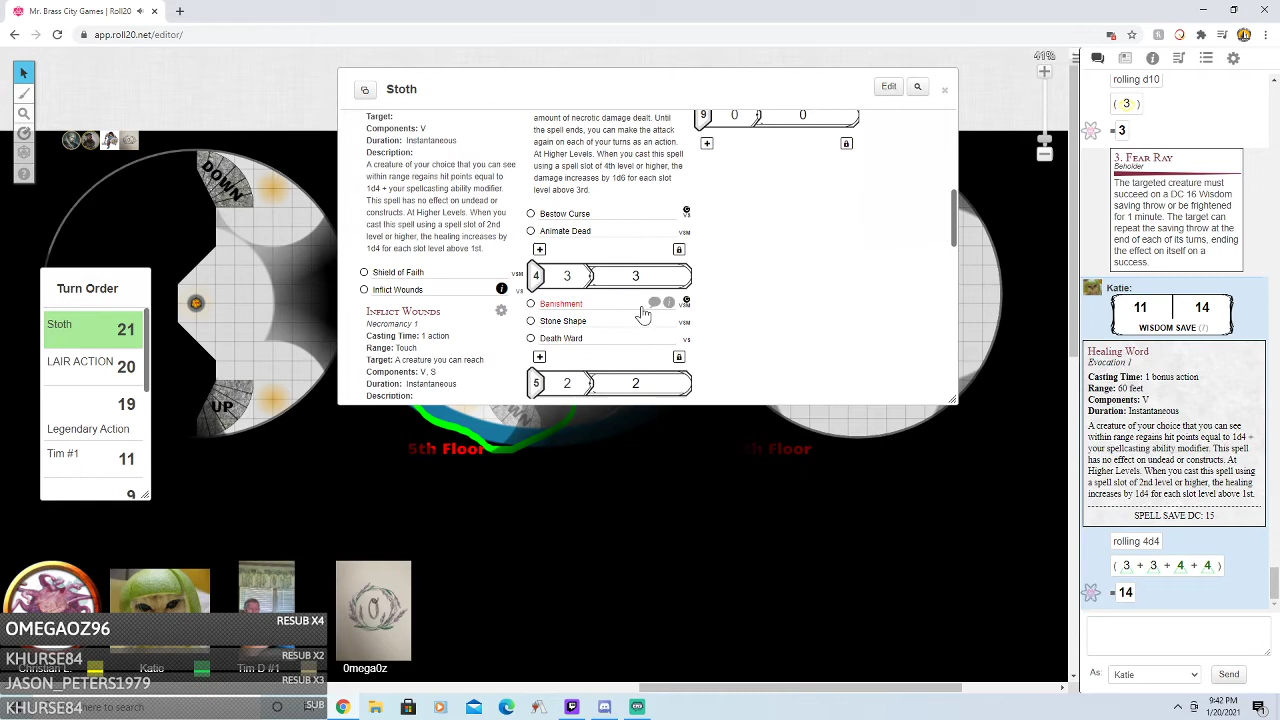 Mr. Brass City Games | Roll20
app.roll20.net/editor/
Stoth
Edit
41%
Target:
Components: V
Duration: Instantaneous
Description:
A creature of your choice that you can see
within range regains hit points equal to
1d4 + your spellcasting ability modifier.
This spell has no effect on undead or
constructs. At Higher Levels. When you
cast this spell using a spell slot of 2nd
level or higher, the healing increases by
1d4 for each slot level above 1st.
Shield of Faith
VSM
Inflict Wounds
VS
Inflict Wounds
Necromancy 1
Casting Time: 1 action
Range: Touch
Target: A creature you can reach
Components: V, S
Duration: Instantaneous
Description:
amount of necrotic damage dealt. Until
the spell ends, you can make the attack
again on each of your turns as an action.
At Higher Levels. When you cast this spell
using a spell slot of 4th level or higher, the
damage increases by 1d6 for each slot
level above 3rd.
Bestow Curse
VS
Animate Dead
VSM
4 3 3
Banishment
VSM
Stone Shape
VSM
Death Ward
VS
5 2 2
9 0 0
DOWN
UP
DOWN
5th Floor
th Floor
Turn Order
Stoth 21
LAIR ACTION 20
19
Legendary Action
Tim #1 11
9
rolling d10
( 3 )
= 3
3. Fear Ray
Beholder
The targeted creature must
succeed on a DC 16 Wisdom
saving throw or be frightened
for 1 minute. The target can
repeat the saving throw at the
end of each of its turns, ending
the effect on itself on a
success.
Katie:
11 14
WISDOM SAVE (7)
Healing Word
Evocation 1
Casting Time: 1 bonus action
Range: 60 feet
Components: V
Duration: Instantaneous
A creature of your choice that you can see
within range regains hit points equal to 1d4 +
your spellcasting ability modifier. This spell
has no effect on undead or constructs. At
Higher Levels. When you cast this spell using
a spell slot of 2nd level or higher, the healing
increases by 1d4 for each slot level above 1st.
SPELL SAVE DC: 15
rolling 4d4
( 3 + 3 + 4 + 4 )
= 14
As: Katie
Send
O
0mega0z
Christian L.
Katie
Tim D #1
OMEGAOZ96 RESUB X4
KHURSE84 RESUB X2
JASON_PETERS1979 RESUB X3
KHURSE84 SUB
here to search
9:42 PM
1/20/2021